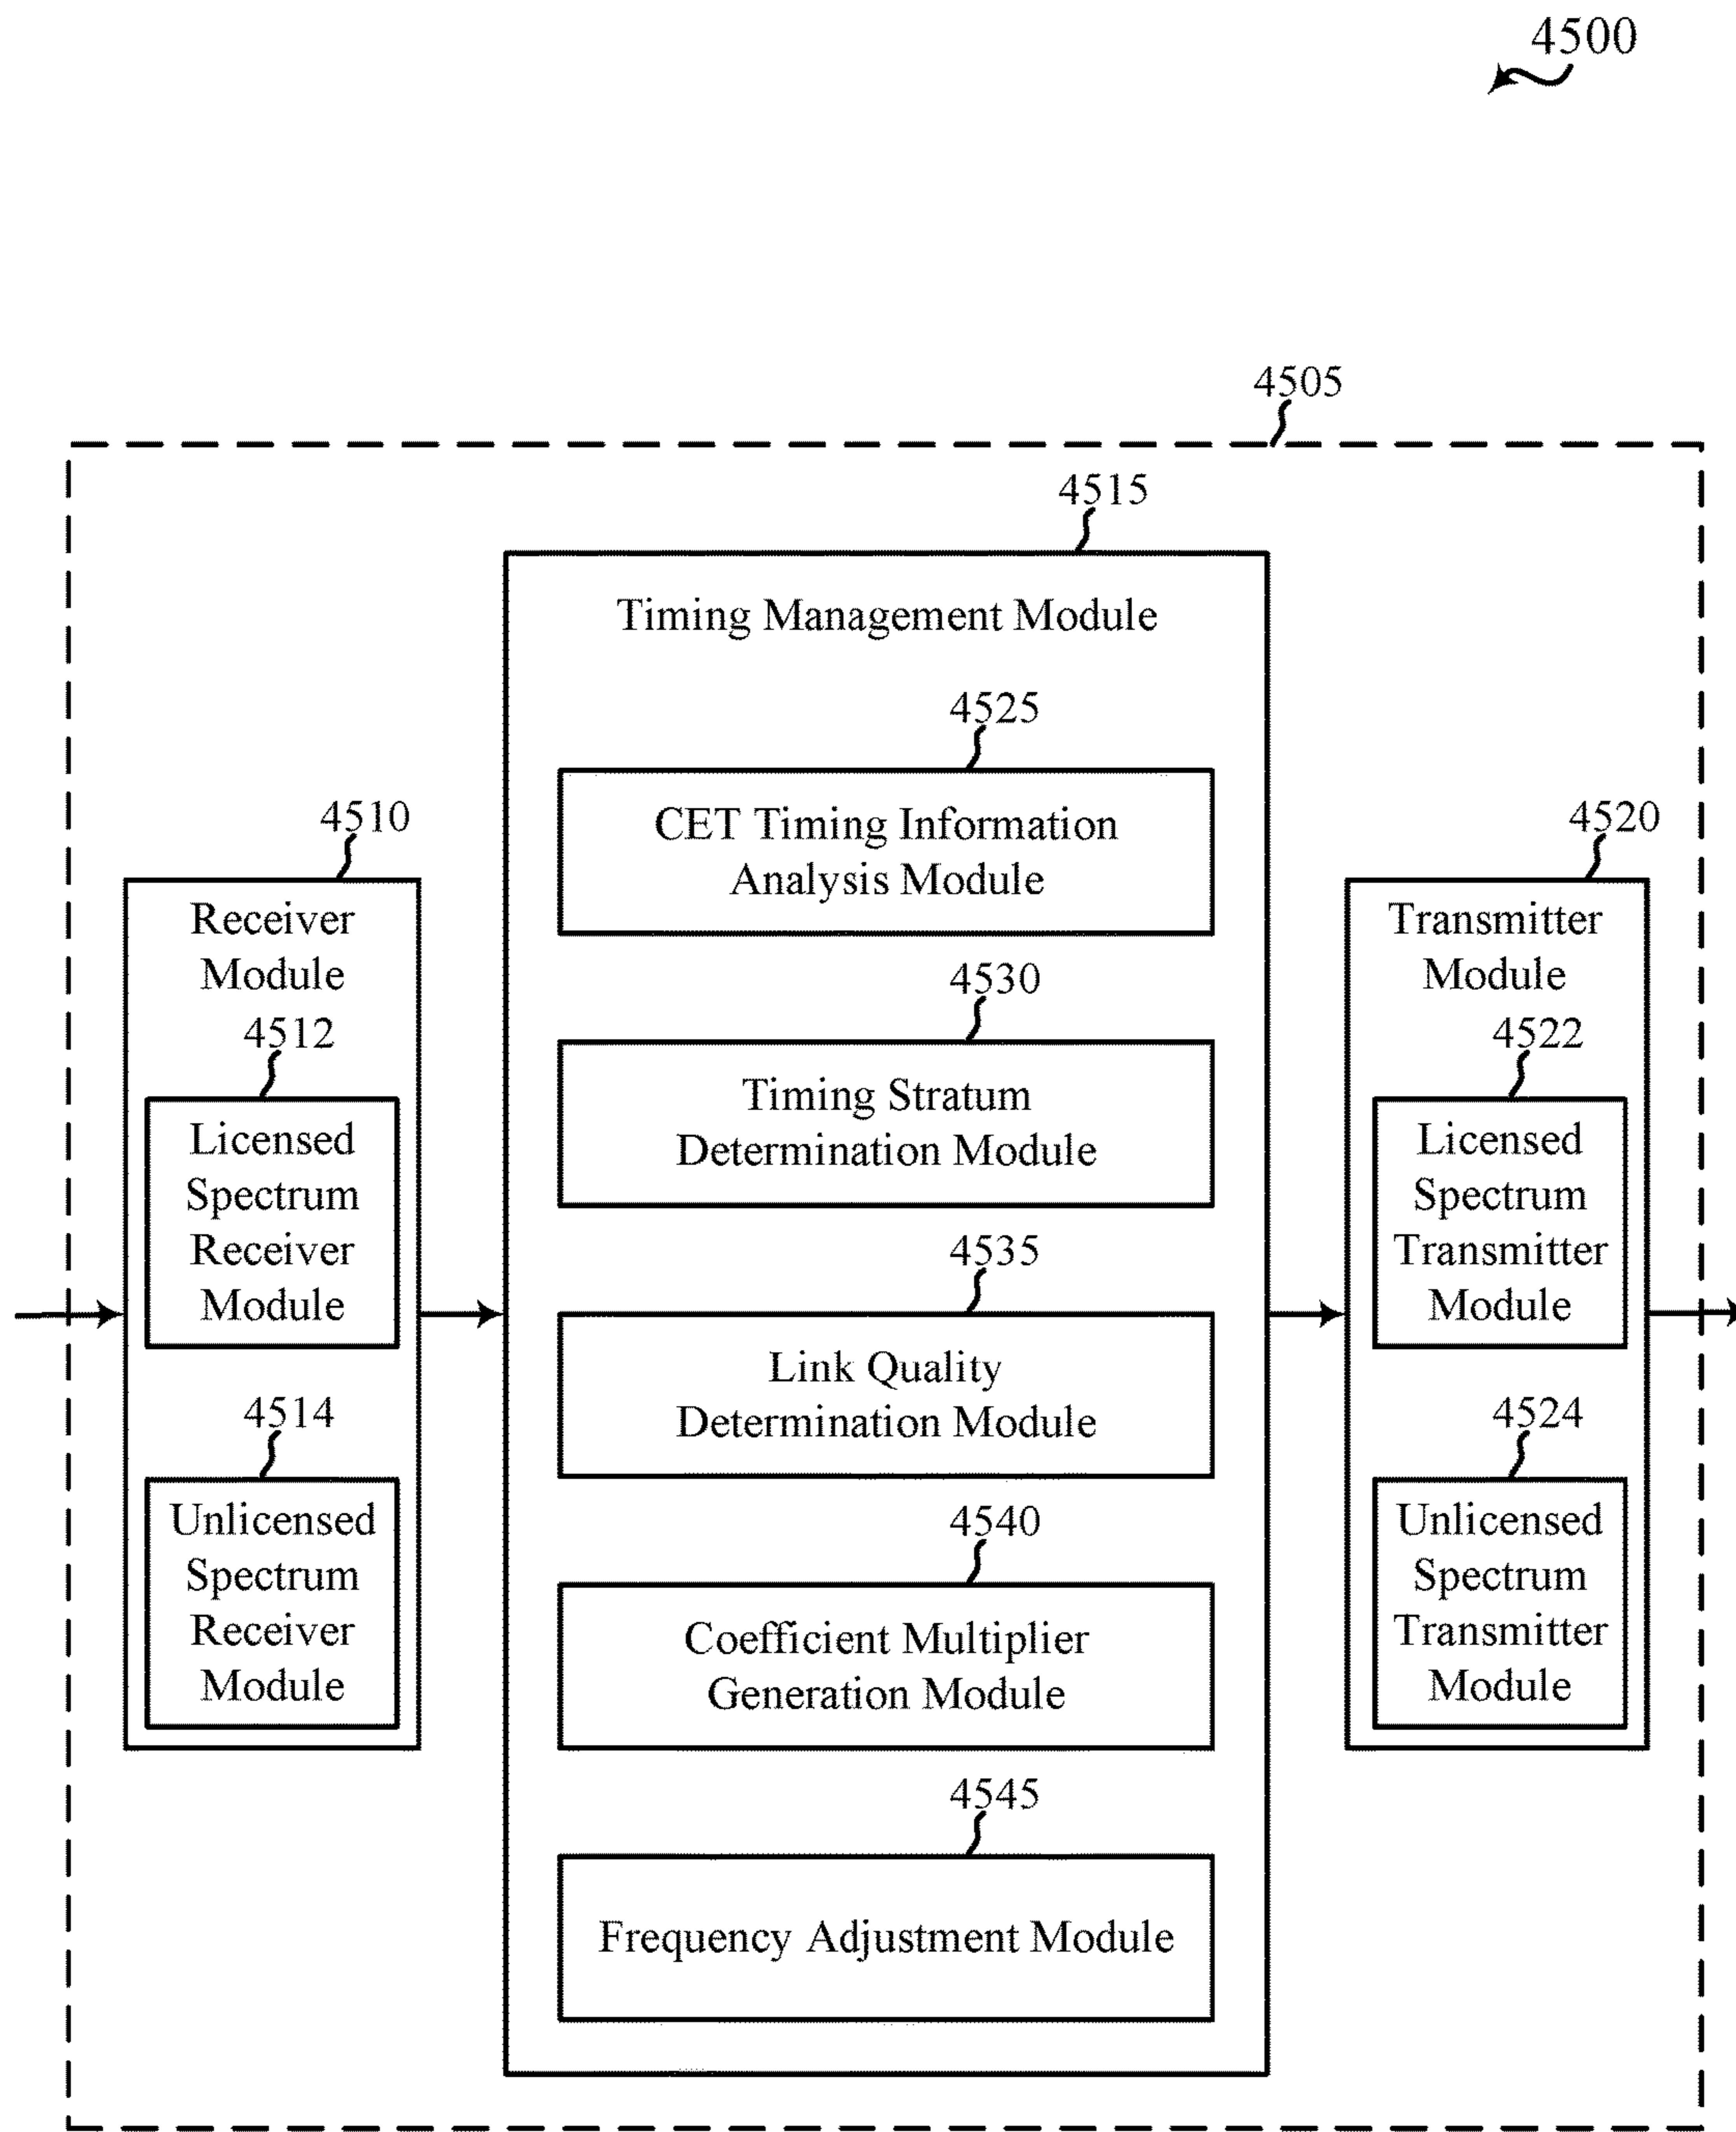 4500
4505
4515
Timing Management Module
4525
CET Timing Information
Analysis Module
4530
Timing Stratum
Determination Module
4535
Link Quality
Determination Module
4540
Coefficient Multiplier
Generation Module
4545
Frequency Adjustment Module
4510
Receiver
Module
4512
Licensed
Spectrum
Receiver
Module
4514
Unlicensed
Spectrum
Receiver
Module
4520
Transmitter
Module
4522
Licensed
Spectrum
Transmitter
Module
4524
Unlicensed
Spectrum
Transmitter
Module